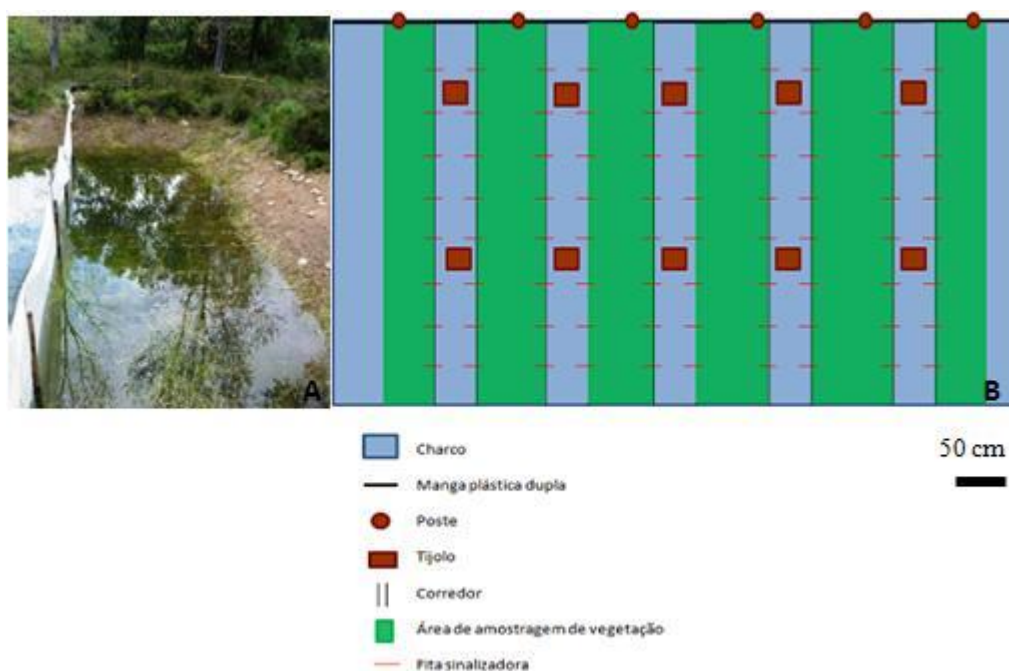 A
B
Charco
50 cm
Manga plástica dupla
Poste
Tijolo
Corredor
Área de amostragem de vegetação
Fita sinalizadora